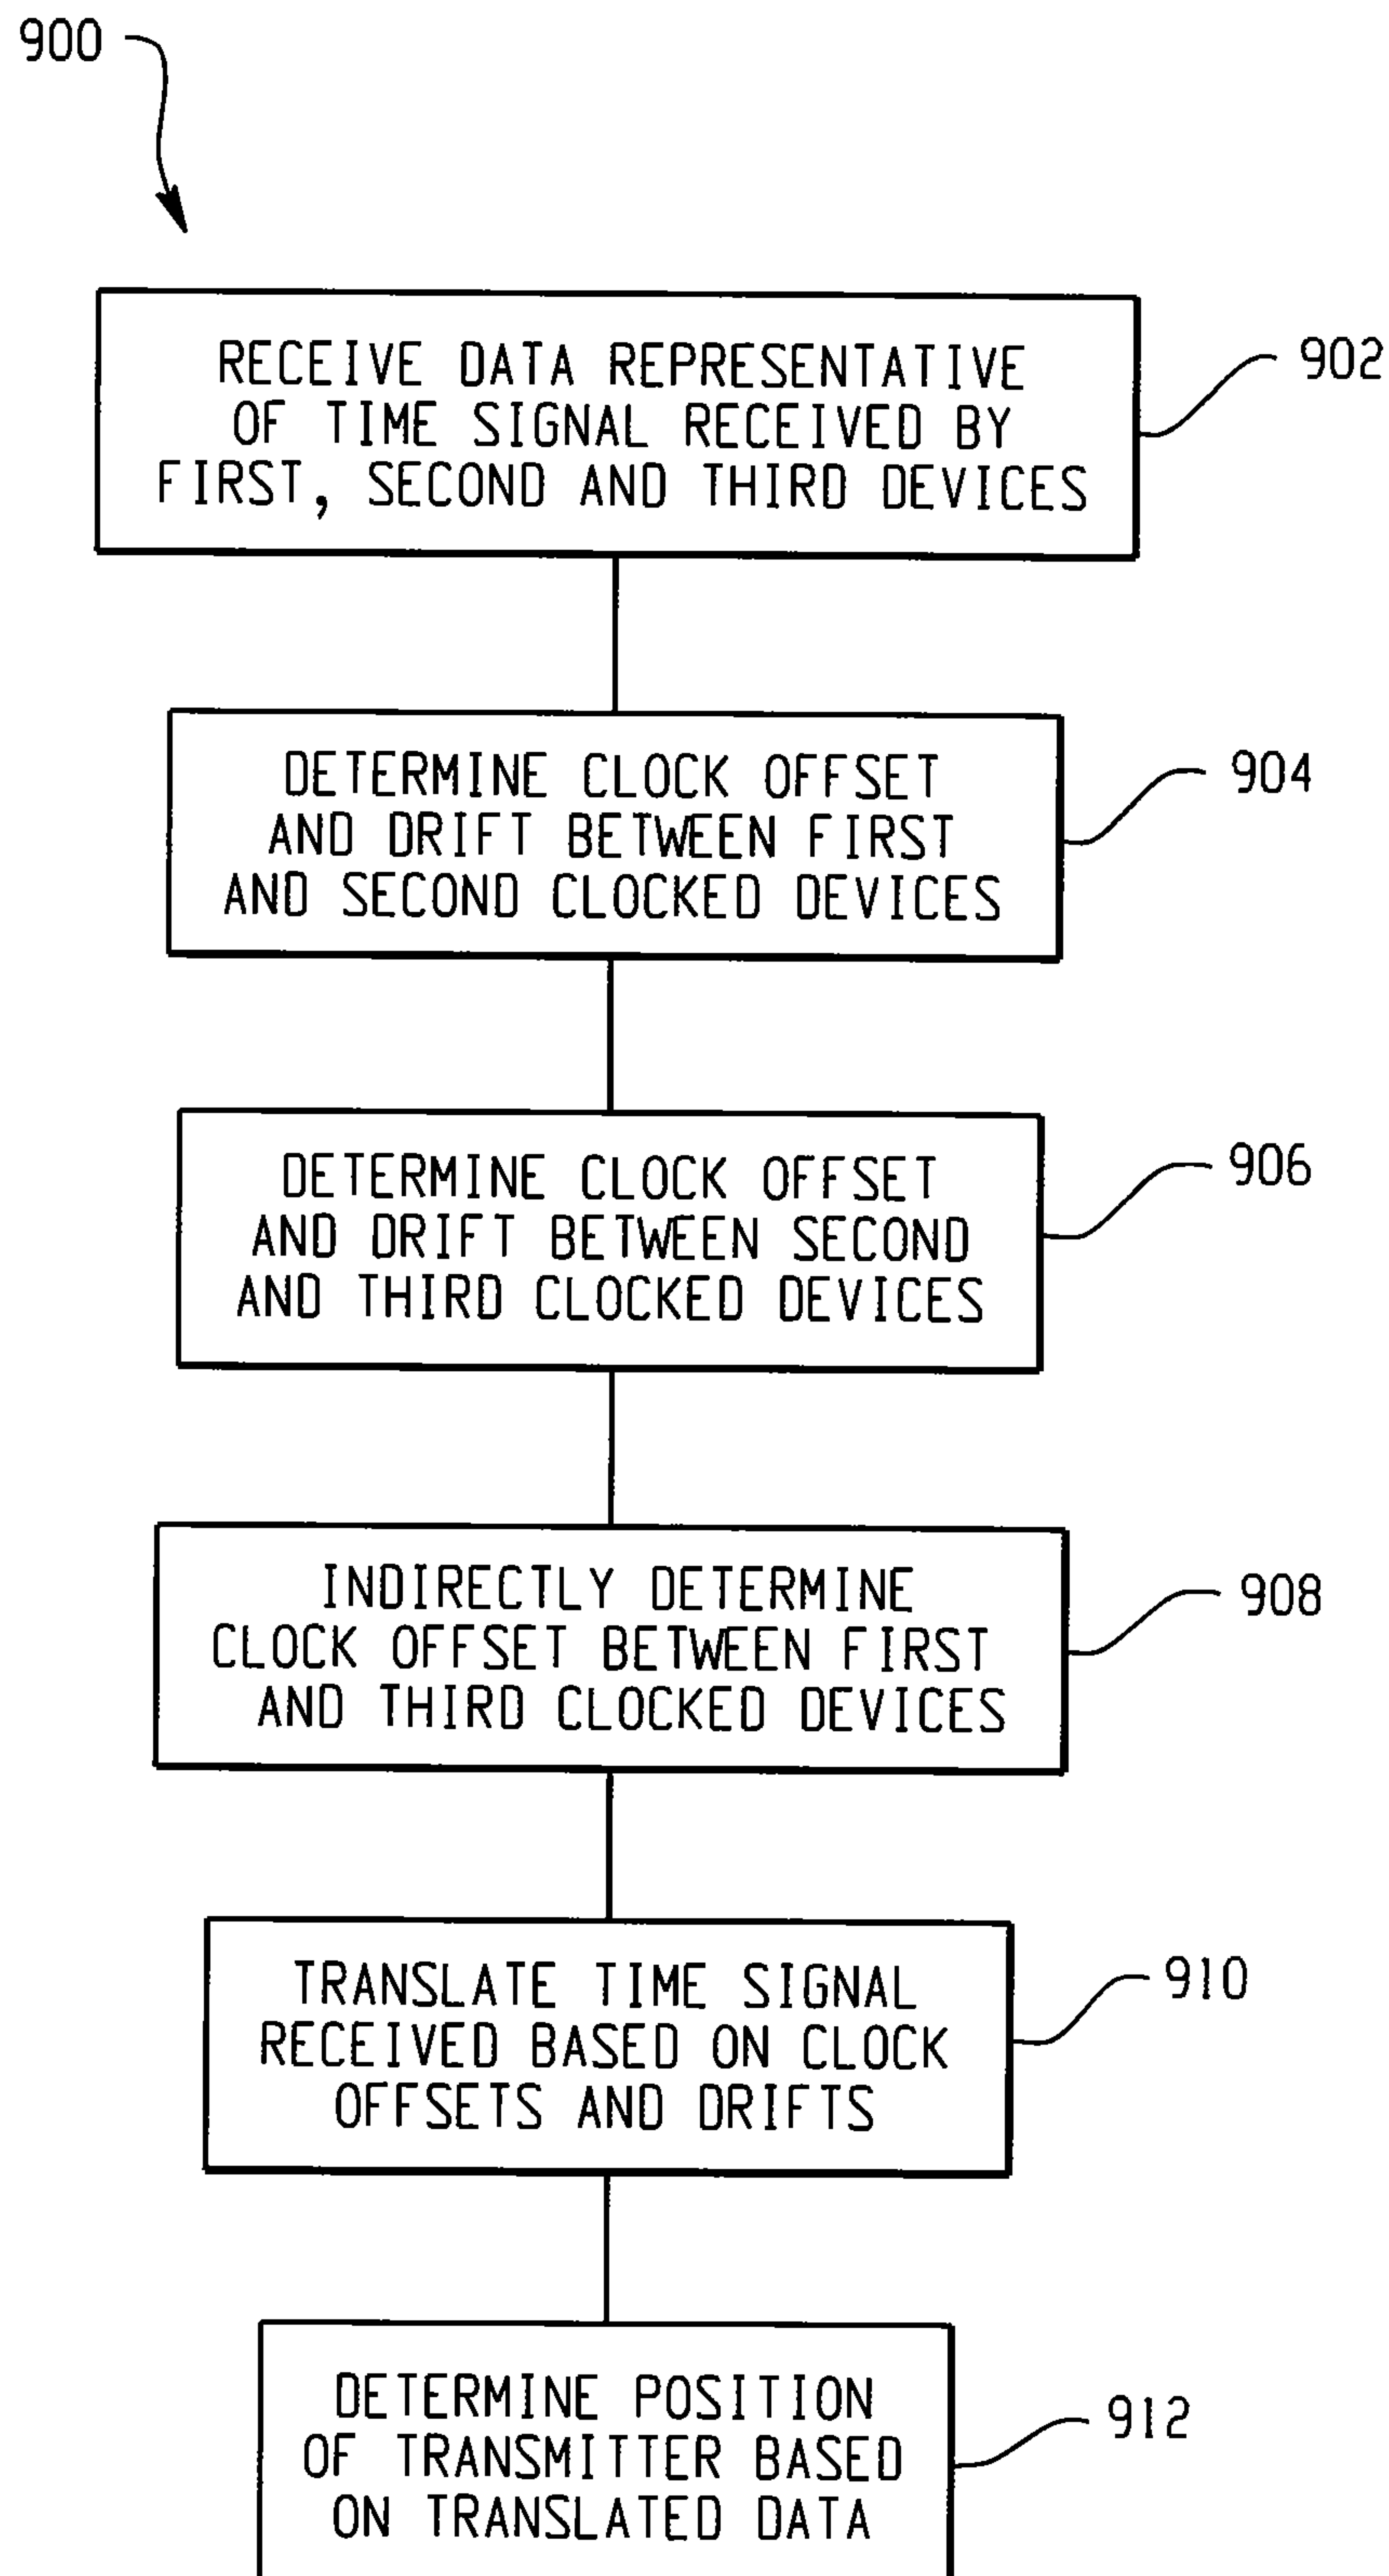 900
RECEIVE DATA REPRESENTATIVE
OF TIME SIGNAL RECEIVED BY
FIRST, SECOND AND THIRD DEVICES
902
DETERMINE CLOCK OFFSET
AND DRIFT BETWEEN FIRST
AND SECOND CLOCKED DEVICES
904
DETERMINE CLOCK OFFSET
AND DRIFT BETWEEN SECOND
AND THIRD CLOCKED DEVICES
906
INDIRECTLY DETERMINE
CLOCK OFFSET BETWEEN FIRST
AND THIRD CLOCKED DEVICES
908
TRANSLATE TIME SIGNAL
RECEIVED BASED ON CLOCK
OFFSETS AND DRIFTS
910
DETERMINE POSITION
OF TRANSMITTER BASED
ON TRANSLATED DATA
912